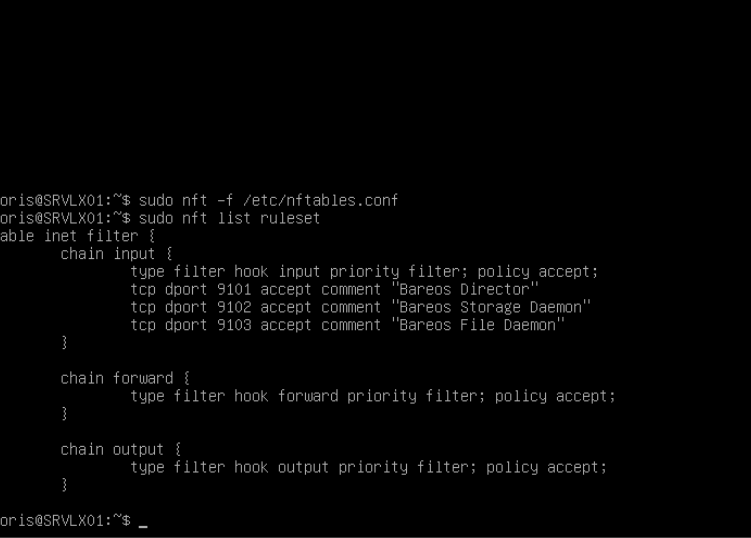 oris@SRVLX01:~$ sudo nft -f /etc/nftables.conf
oris@SRVLX01:~$ sudo nft list ruleset
able inet filter {
chain input {
type filter hook input priority filter; policy accept;
tcp dport 9101 accept comment "Bareos Director"
tcp dport 9102 accept comment "Bareos Storage Daemon"
tcp dport 9103 accept comment "Bareos File Daemon"
}
chain forward {
type filter hook forward priority filter; policy accept;
}
chain output {
type filter hook output priority filter; policy accept;
}
oris@SRVLX01:~$ _